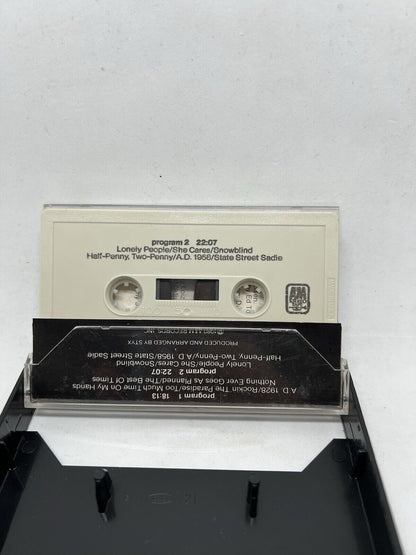 program 2 22:07
Lonely People/She Cares/Snowblind
Half-Penny, Two-Penny/A.D. 1958/State Street Sadie
A&M
program 1 18:13
A.D. 1928/Rockin The Paradise/Too Much Time On My Hands
Nothing Ever Goes As Planned/The Best Of Times
program 2 22:07
Lonely People/She Cares/Snowblind
Half-Penny, Two-Penny/A.D. 1958/State Street Sadie
PRODUCED AND ARRANGED BY STYX
A&M RECORDS, INC.